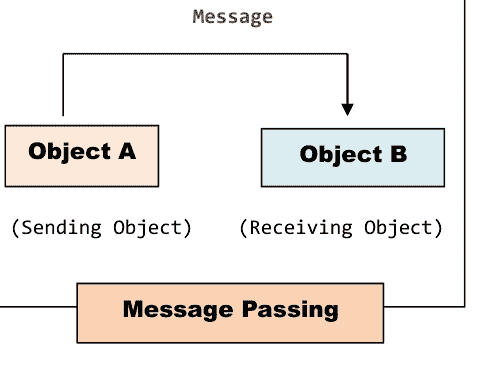 Message
Object A
Object B
(Sending Object)
(Receiving Object)
Message Passing